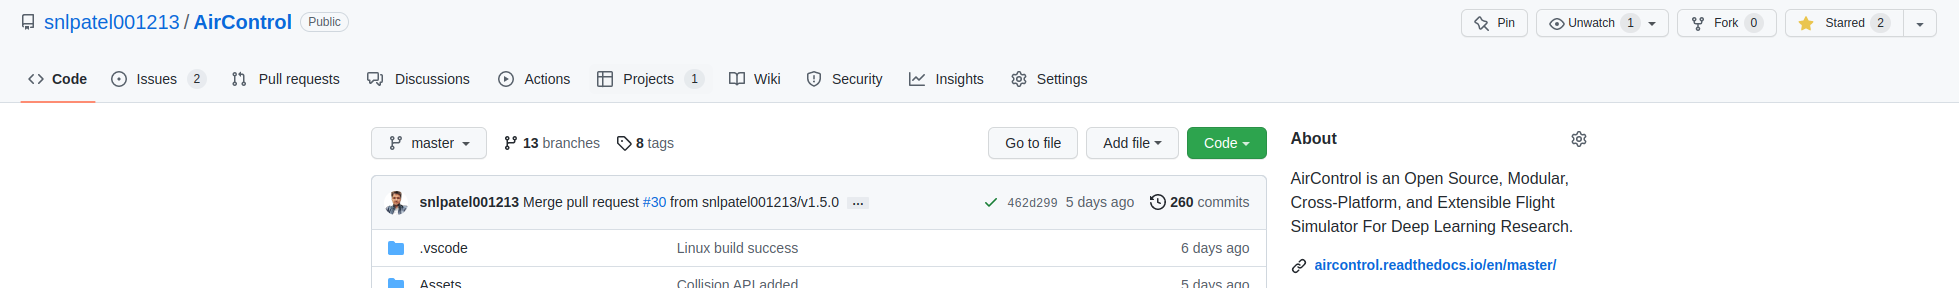 snlpatel001213 / AirControl Public
Pin Unwatch 1 Fork 0 Starred 2
Code Issues 2 Pull requests Discussions Actions Projects 1 Wiki Security Insights Settings
master 13 branches 8 tags Go to file Add file Code
snlpatel001213 Merge pull request #30 from snlpatel001213/v1.5.0 ... 462d299 5 days ago 260 commits
.vscode Linux build success 6 days ago
Assets Collision API added 5 days ago
About
AirControl is an Open Source, Modular,
Cross-Platform, and Extensible Flight
Simulator For Deep Learning Research.
aircontrol.readthedocs.io/en/master/